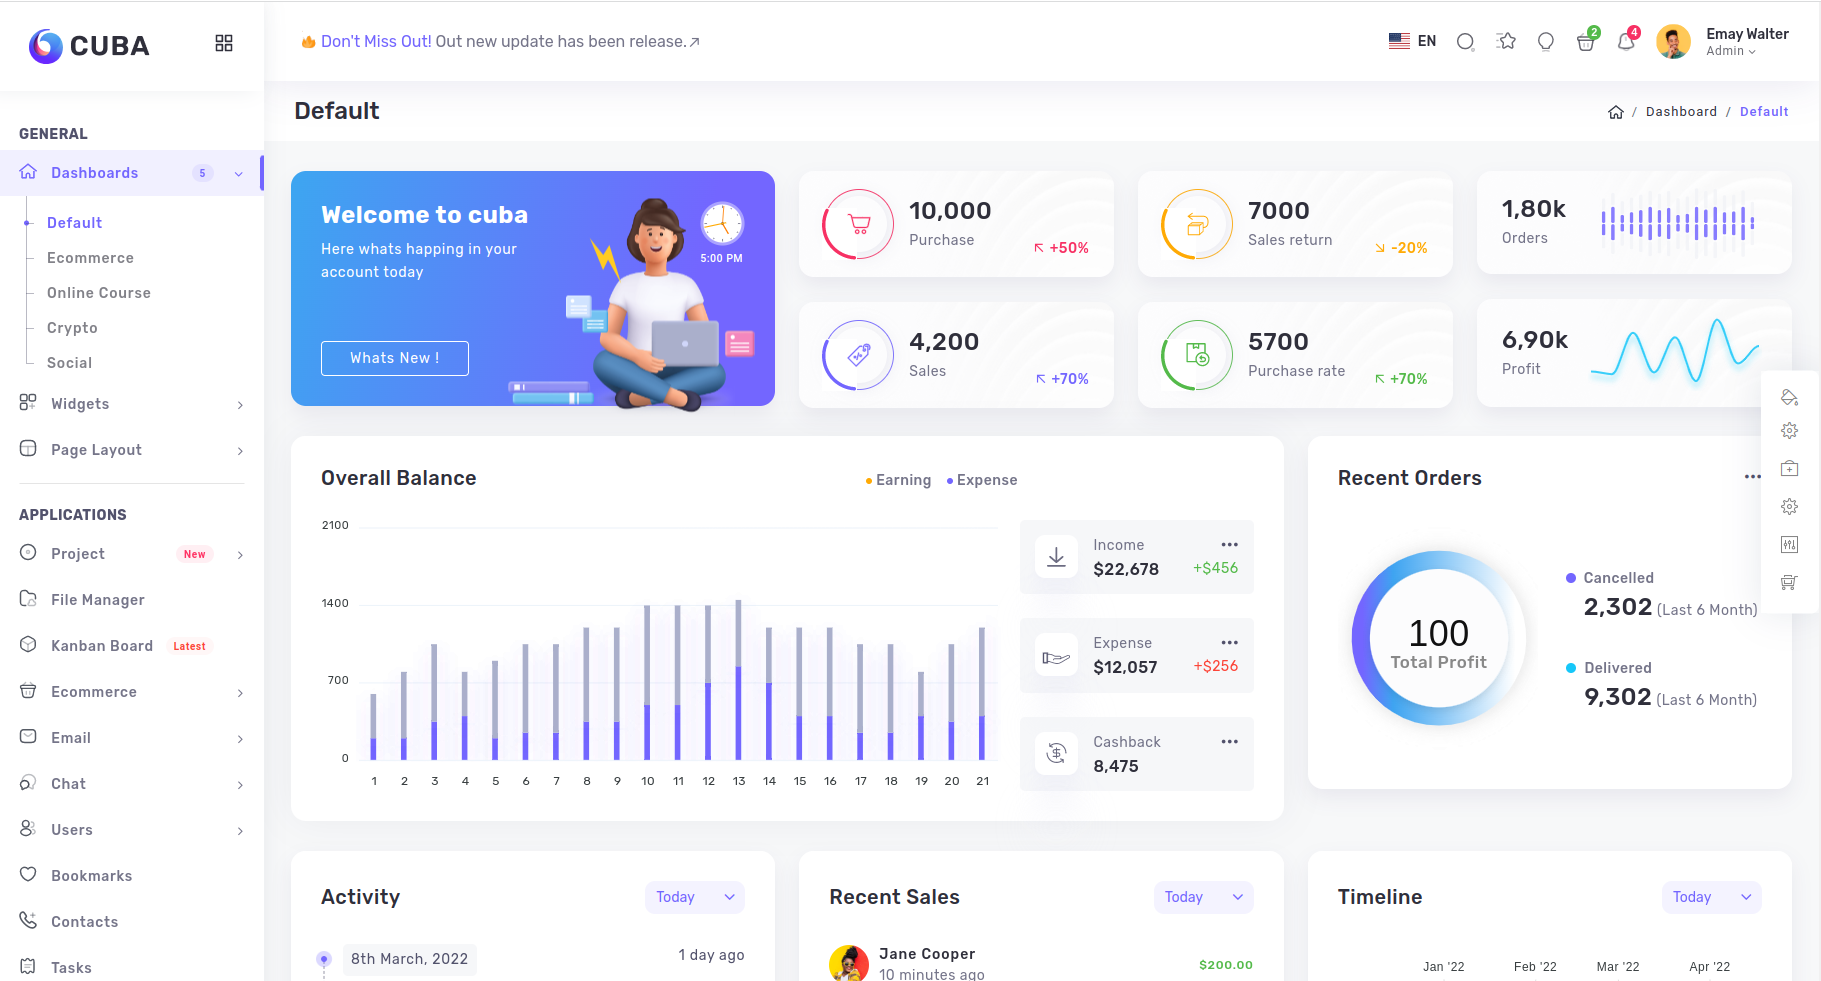 CUBA
Don't Miss Out! Out new update has been release.
EN
2
4
Emay Walter
Admin
Default
/ Dashboard / Default
GENERAL
Dashboards 5
Default
Ecommerce
Online Course
Crypto
Social
Widgets
Page Layout
APPLICATIONS
Project New
File Manager
Kanban Board Latest
Ecommerce
Email
Chat
Users
Bookmarks
Contacts
Tasks
Welcome to cuba
Here whats happing in your
account today
Whats New !
5:00 PM
10,000
Purchase
+50%
7000
Sales return
-20%
1,80k
Orders
4,200
Sales
+70%
5700
Purchase rate
+70%
6,90k
Profit
Overall Balance
Earning Expense
2100
1400
700
0
1 2 3 4 5 6 7 8 9 10 11 12 13 14 15 16 17 18 19 20 21
Income
$22,678 +$456
Expense
$12,057 +$256
Cashback
8,475
Recent Orders
100
Total Profit
Cancelled
2,302 (Last 6 Month)
Delivered
9,302 (Last 6 Month)
Activity Today
8th March, 2022 1 day ago
Recent Sales Today
Jane Cooper
10 minutes ago
$200.00
Timeline Today
Jan '22 Feb '22 Mar '22 Apr '22